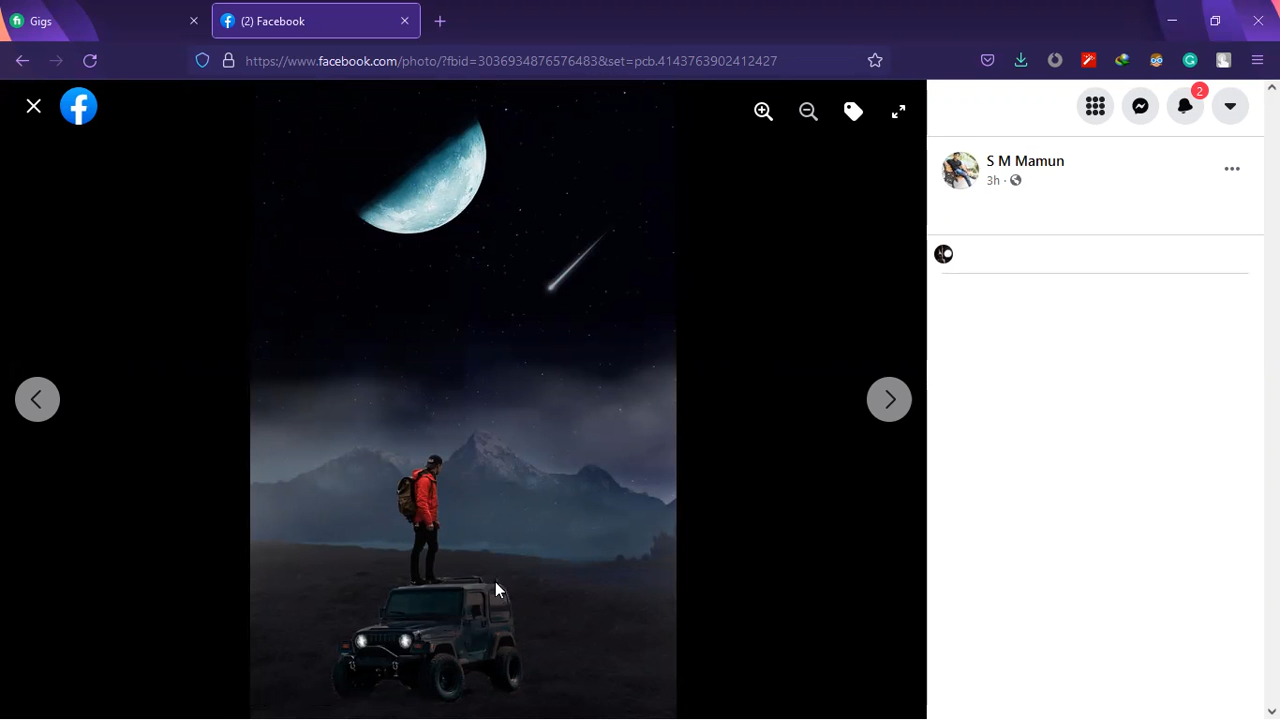 Gigs
(2) Facebook
https://www.facebook.com/photo/?fbid=3036934876576483&set=pcb.4143763902412427
2
S M Mamun
3h ·